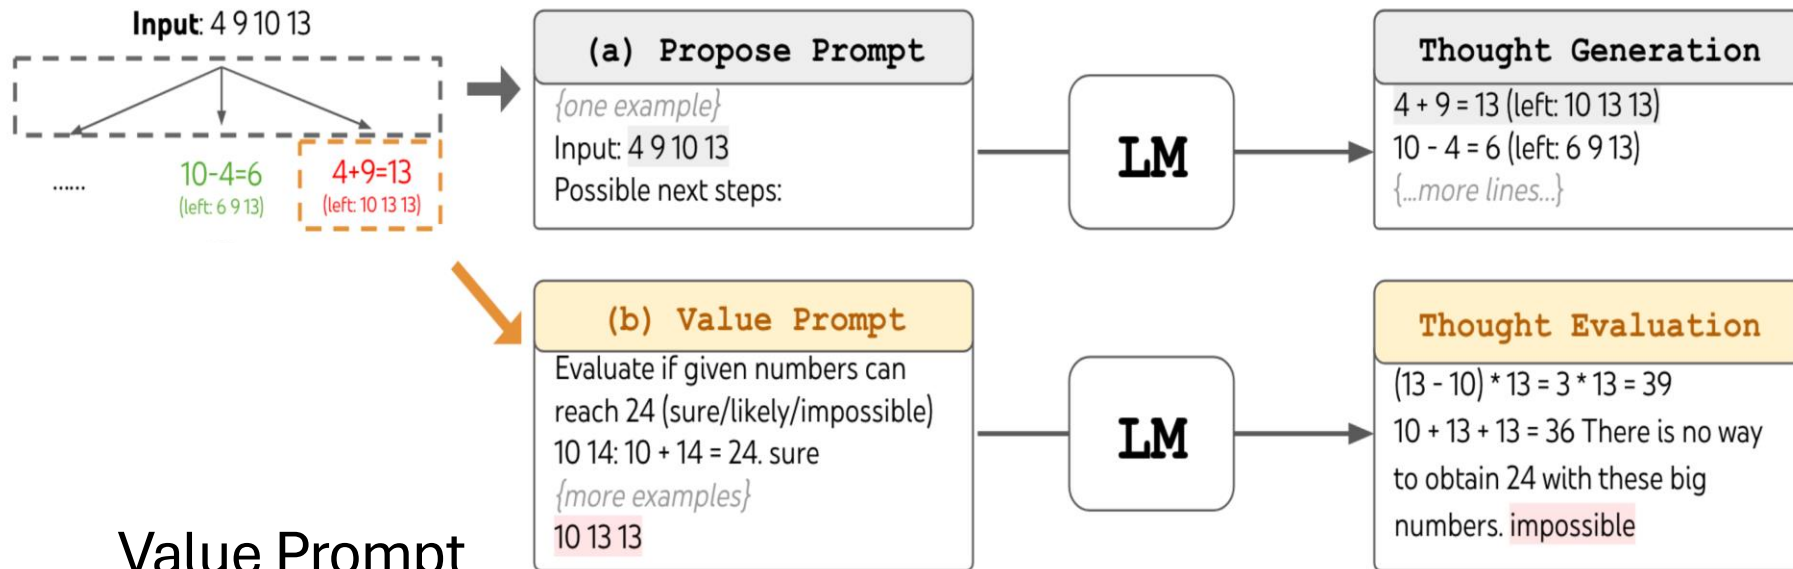 Input: 4 9 10 13
......
10-4=6
(left: 6 9 13)
4+9=13
(left: 10 13 13)
(a) Propose Prompt
{one example}
Input: 4 9 10 13
Possible next steps:
LM
Thought Generation
4 + 9 = 13 (left: 10 13 13)
10 - 4 = 6 (left: 6 9 13)
{...more lines...}
(b) Value Prompt
Evaluate if given numbers can
reach 24 (sure/likely/impossible)
10 14: 10 + 14 = 24. sure
{more examples}
10 13 13
LM
Thought Evaluation
(13 - 10) * 13 = 3 * 13 = 39
10 + 13 + 13 = 36 There is no way
to obtain 24 with these big
numbers. impossible
Value Prompt